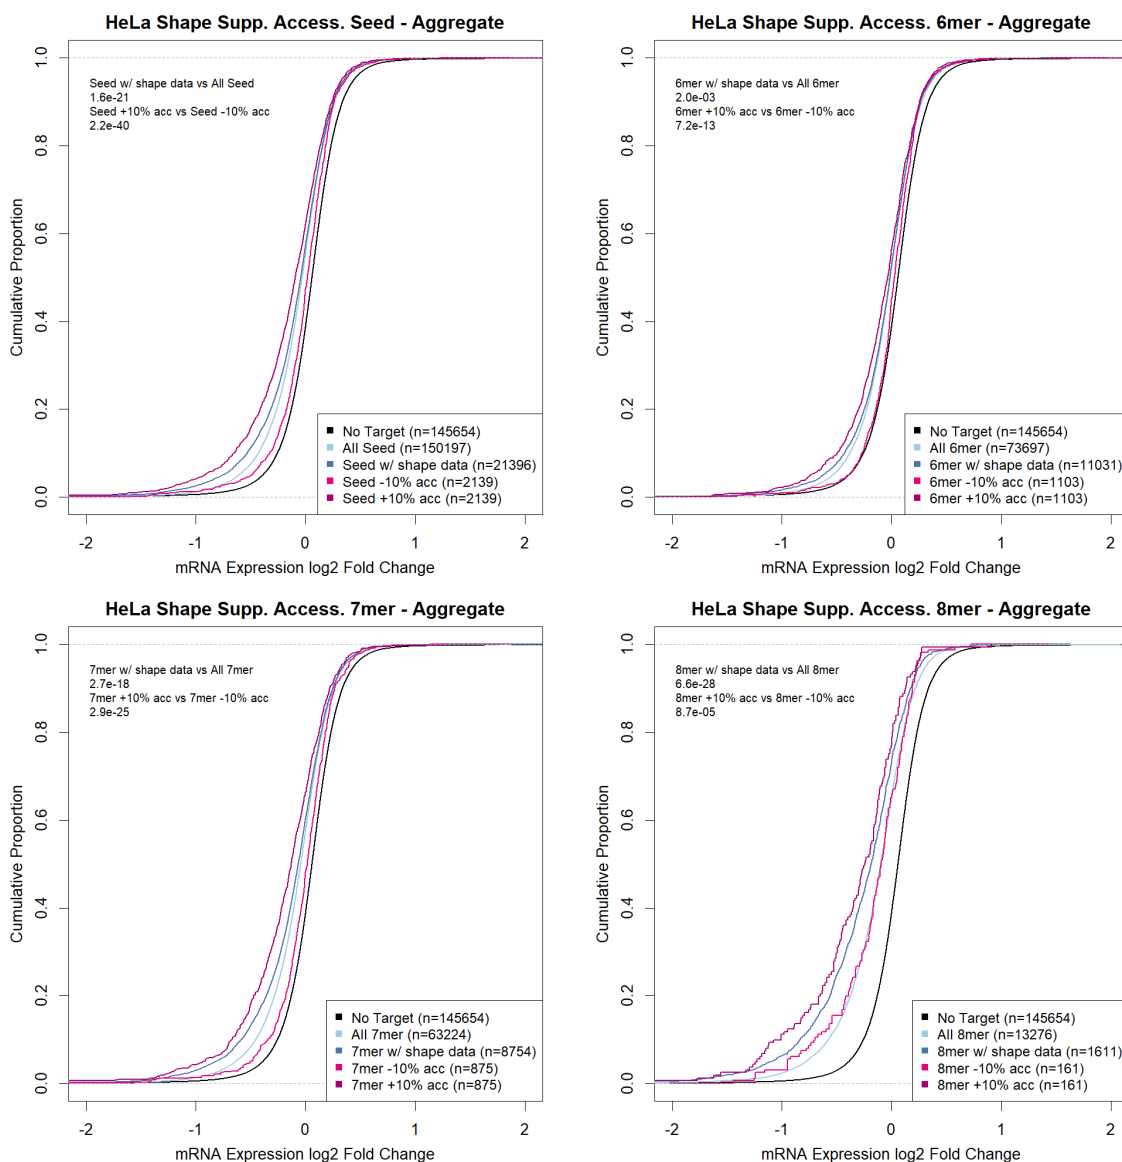 HeLa Shape Supp. Access. Seed - Aggregate
Cumulative Proportion
0.0 0.2 0.4 0.6 0.8 1.0
Seed w/ shape data vs All Seed
1.6e-21
Seed +10% acc vs Seed -10% acc
2.2e-40
No Target (n=145654)
All Seed (n=150197)
Seed w/ shape data (n=21396)
Seed -10% acc (n=2139)
Seed +10% acc (n=2139)
-2 -1 0 1 2
mRNA Expression log2 Fold Change
HeLa Shape Supp. Access. 6mer - Aggregate
Cumulative Proportion
0.0 0.2 0.4 0.6 0.8 1.0
6mer w/ shape data vs All 6mer
2.0e-03
6mer +10% acc vs 6mer -10% acc
7.2e-13
No Target (n=145654)
All 6mer (n=73697)
6mer w/ shape data (n=11031)
6mer -10% acc (n=1103)
6mer +10% acc (n=1103)
-2 -1 0 1 2
mRNA Expression log2 Fold Change
HeLa Shape Supp. Access. 7mer - Aggregate
Cumulative Proportion
0.0 0.2 0.4 0.6 0.8 1.0
7mer w/ shape data vs All 7mer
2.7e-18
7mer +10% acc vs 7mer -10% acc
2.9e-25
No Target (n=145654)
All 7mer (n=63224)
7mer w/ shape data (n=8754)
7mer -10% acc (n=875)
7mer +10% acc (n=875)
-2 -1 0 1 2
mRNA Expression log2 Fold Change
HeLa Shape Supp. Access. 8mer - Aggregate
Cumulative Proportion
0.0 0.2 0.4 0.6 0.8 1.0
8mer w/ shape data vs All 8mer
6.6e-28
8mer +10% acc vs 8mer -10% acc
8.7e-05
No Target (n=145654)
All 8mer (n=13276)
8mer w/ shape data (n=1611)
8mer -10% acc (n=161)
8mer +10% acc (n=161)
-2 -1 0 1 2
mRNA Expression log2 Fold Change